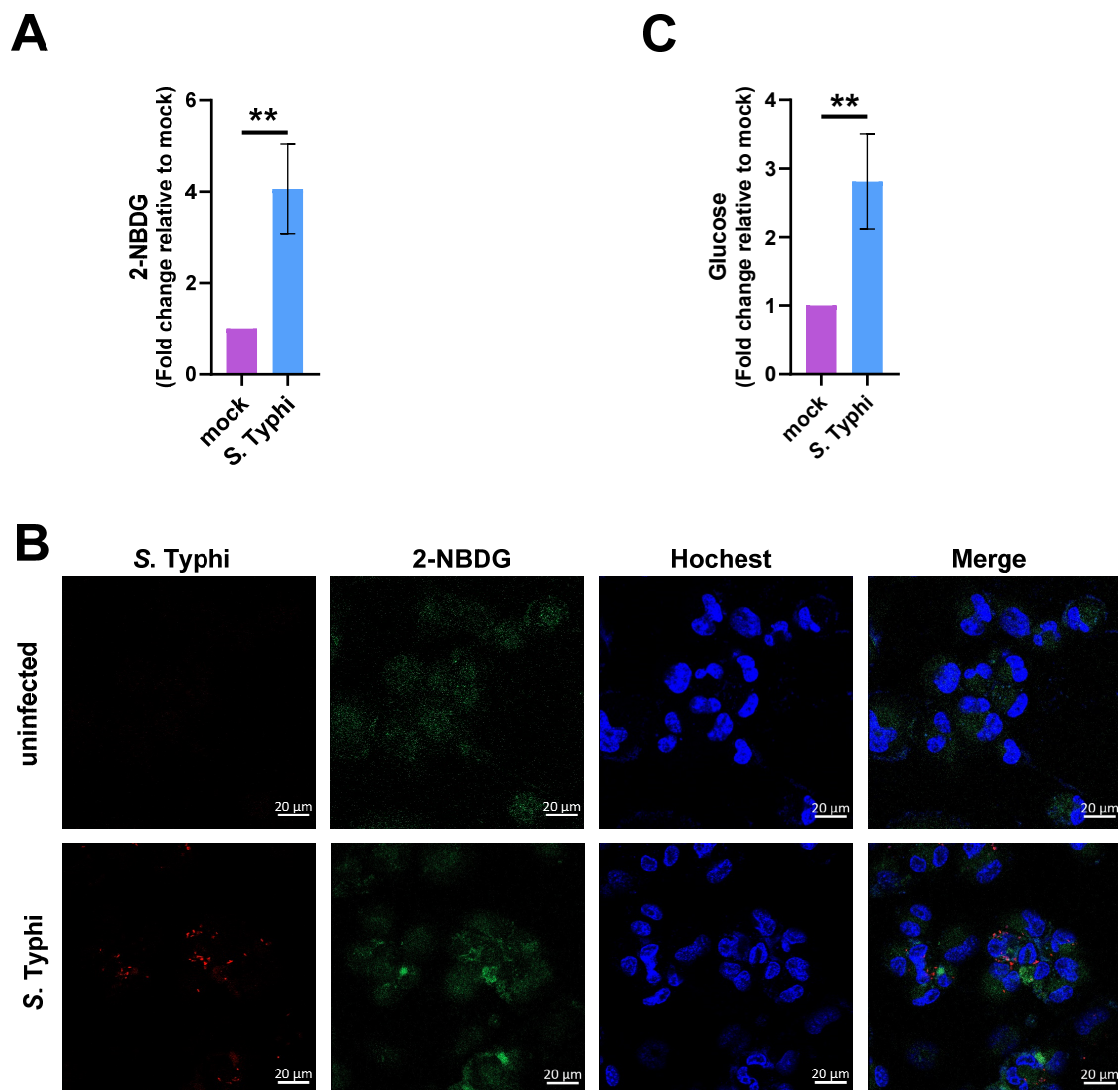 A
6
4
2
0
2-NBDG
(Fold change relative to mock)
**
mock
S. Typhi
C
4
3
2
1
0
Glucose
(Fold change relative to mock)
**
mock
S. Typhi
B
S. Typhi
2-NBDG
Hochest
Merge
uninfected
20 μm
20 μm
20 μm
20 μm
S. Typhi
20 μm
20 μm
20 μm
20 μm